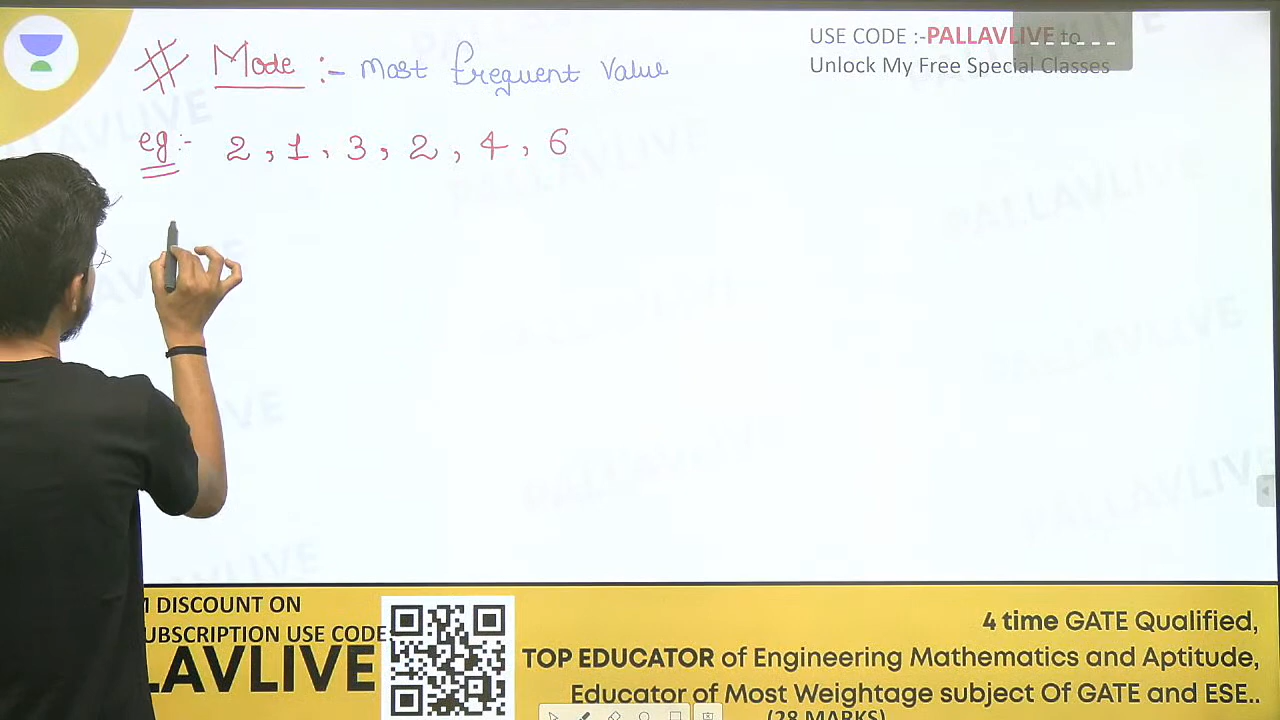 # Mode :- Most frequent Value
USE CODE :-PALLAVLIVE to
Unlock My Free Special Classes
eg:- 2 , 1 , 3 , 2 , 4 , 6
DISCOUNT ON
UBSCRIPTION USE CODE:
LAVLIVE
4 time GATE Qualified,
TOP EDUCATOR of Engineering Mathematics and Aptitude,
Educator of Most Weightage subject Of GATE and ESE..
(28 MARKS)